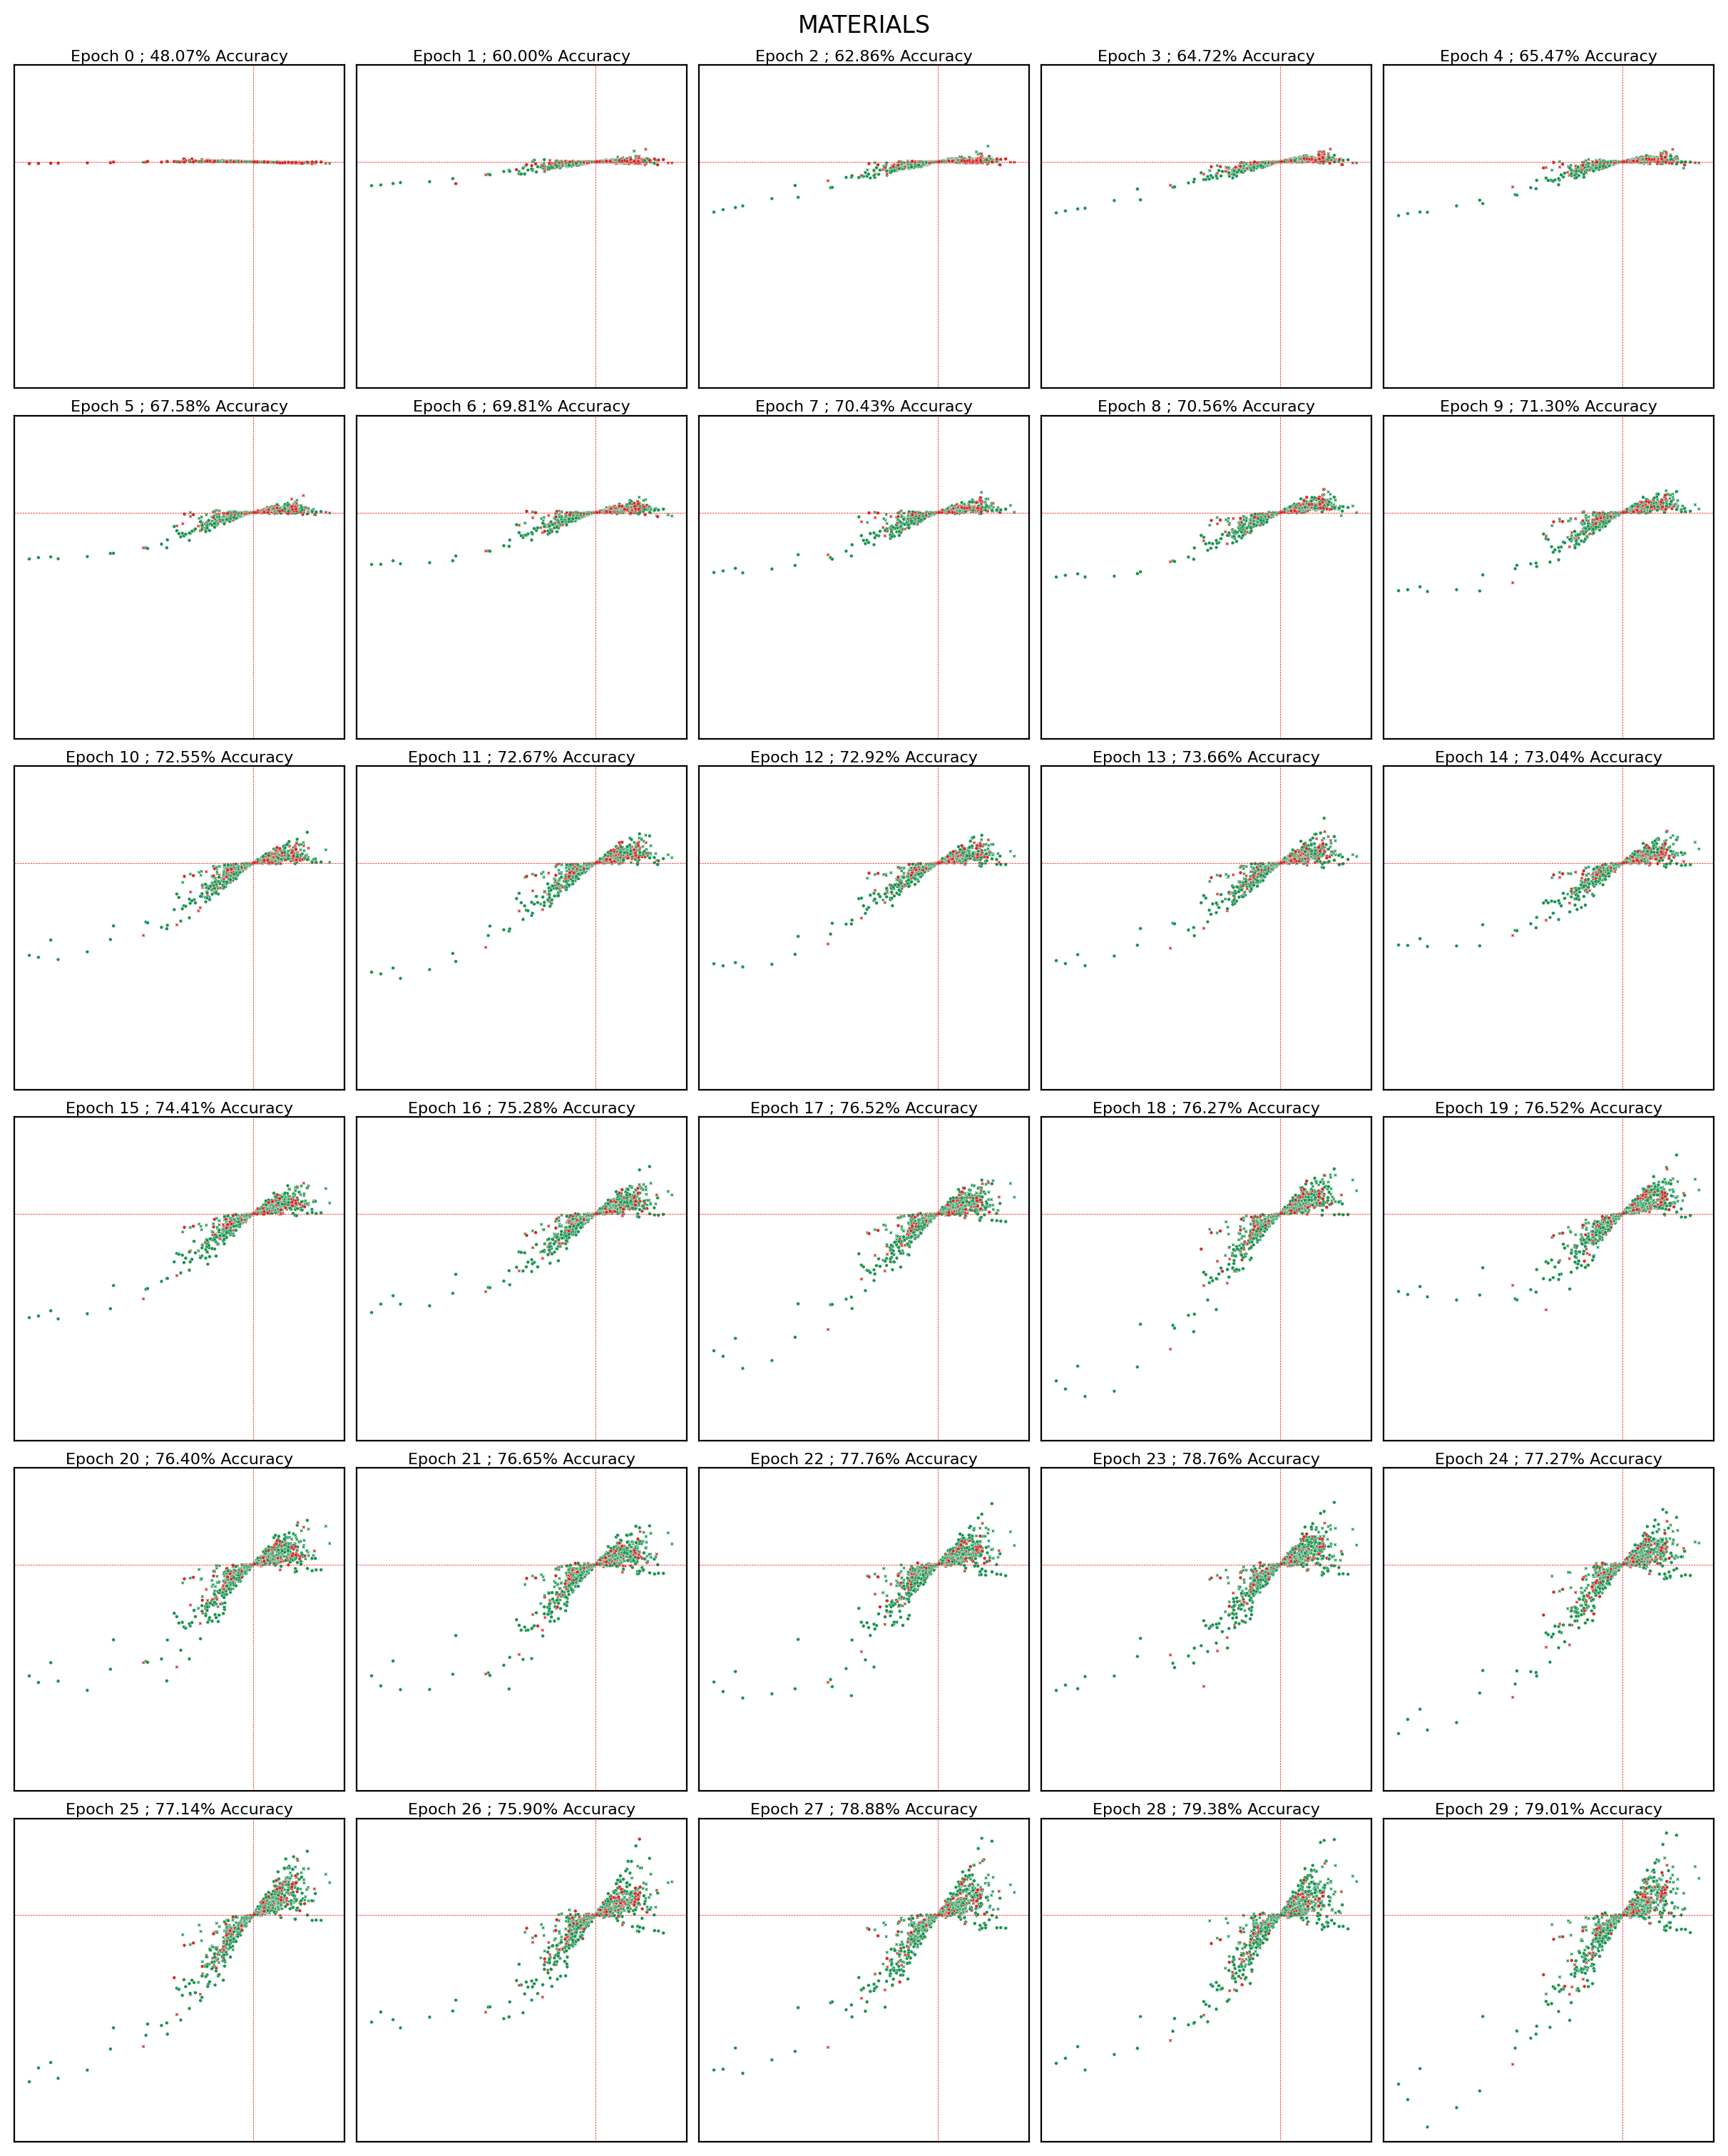 MATERIALS
Epoch 0 ; 48.07% Accuracy
Epoch 1 ; 60.00% Accuracy
Epoch 2 ; 62.86% Accuracy
Epoch 3 ; 64.72% Accuracy
Epoch 4 ; 65.47% Accuracy
Epoch 5 ; 67.58% Accuracy
Epoch 6 ; 69.81% Accuracy
Epoch 7 ; 70.43% Accuracy
Epoch 8 ; 70.56% Accuracy
Epoch 9 ; 71.30% Accuracy
Epoch 10 ; 72.55% Accuracy
Epoch 11 ; 72.67% Accuracy
Epoch 12 ; 72.92% Accuracy
Epoch 13 ; 73.66% Accuracy
Epoch 14 ; 73.04% Accuracy
Epoch 15 ; 74.41% Accuracy
Epoch 16 ; 75.28% Accuracy
Epoch 17 ; 76.52% Accuracy
Epoch 18 ; 76.27% Accuracy
Epoch 19 ; 76.52% Accuracy
Epoch 20 ; 76.40% Accuracy
Epoch 21 ; 76.65% Accuracy
Epoch 22 ; 77.76% Accuracy
Epoch 23 ; 78.76% Accuracy
Epoch 24 ; 77.27% Accuracy
Epoch 25 ; 77.14% Accuracy
Epoch 26 ; 75.90% Accuracy
Epoch 27 ; 78.88% Accuracy
Epoch 28 ; 79.38% Accuracy
Epoch 29 ; 79.01% Accuracy